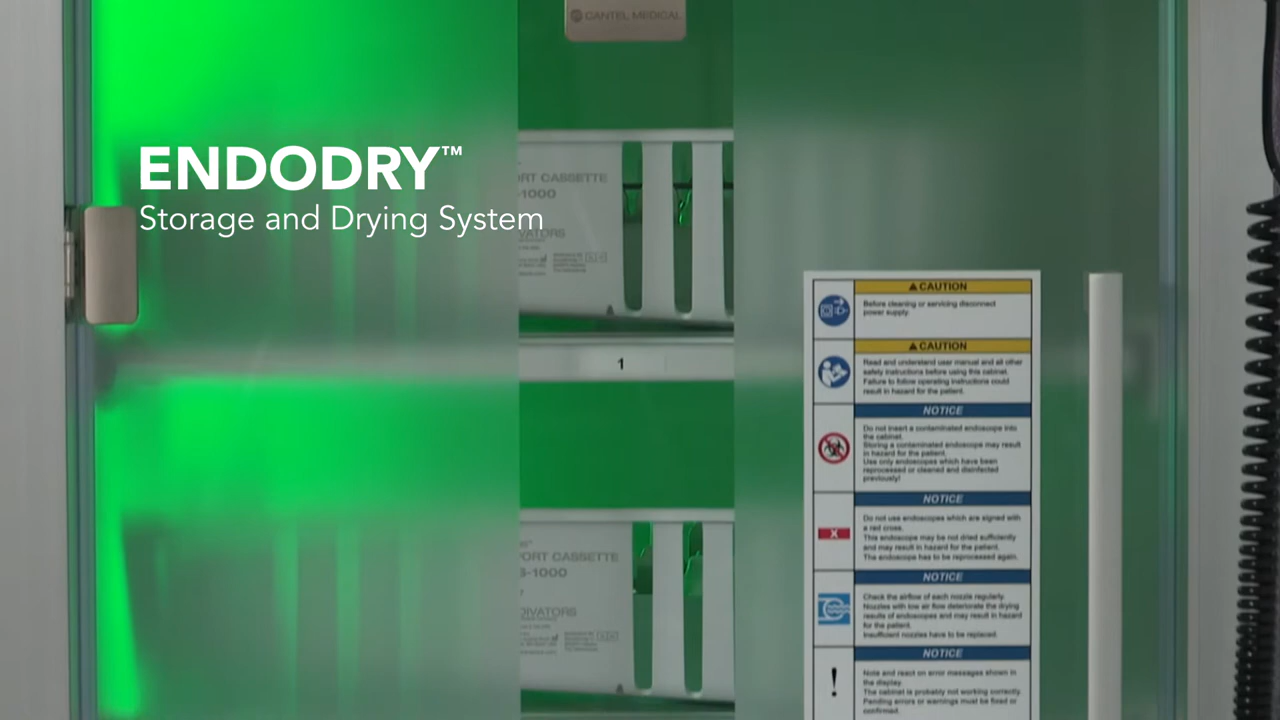 CANTEL MEDICAL
ENDODRY™
Storage and Drying System
RT CASSETTE
-1000
VATORS
1
PORT CASSETTE
S-1000
DIVATORS
CAUTION
Before cleaning or servicing disconnect
power supply.
CAUTION
Read and understand user manual and all other
safety instructions before using this cabinet.
Failure to follow operating instructions could
result in hazard for the patient.
NOTICE
Do not insert a contaminated endoscope into
the cabinet.
Storing a contaminated endoscope may result
in hazard for the patient.
Use only endoscopes which have been
reprocessed or cleaned and disinfected
previously!
NOTICE
X
Do not use endoscopes which are signed with
a red cross.
This endoscope may be not dried sufficiently
and may result in hazard for the patient.
The endoscope has to be reprocessed again.
NOTICE
Check the airflow of each nozzle regularly.
Nozzles with low air flow deteriorate the drying
results of endoscopes and may result in hazard
for the patient.
Insufficient nozzles have to be replaced.
NOTICE
!
Note and react on error messages shown in
the display.
The cabinet is probably not working correctly.
Pending errors or warnings must be fixed or
confirmed.